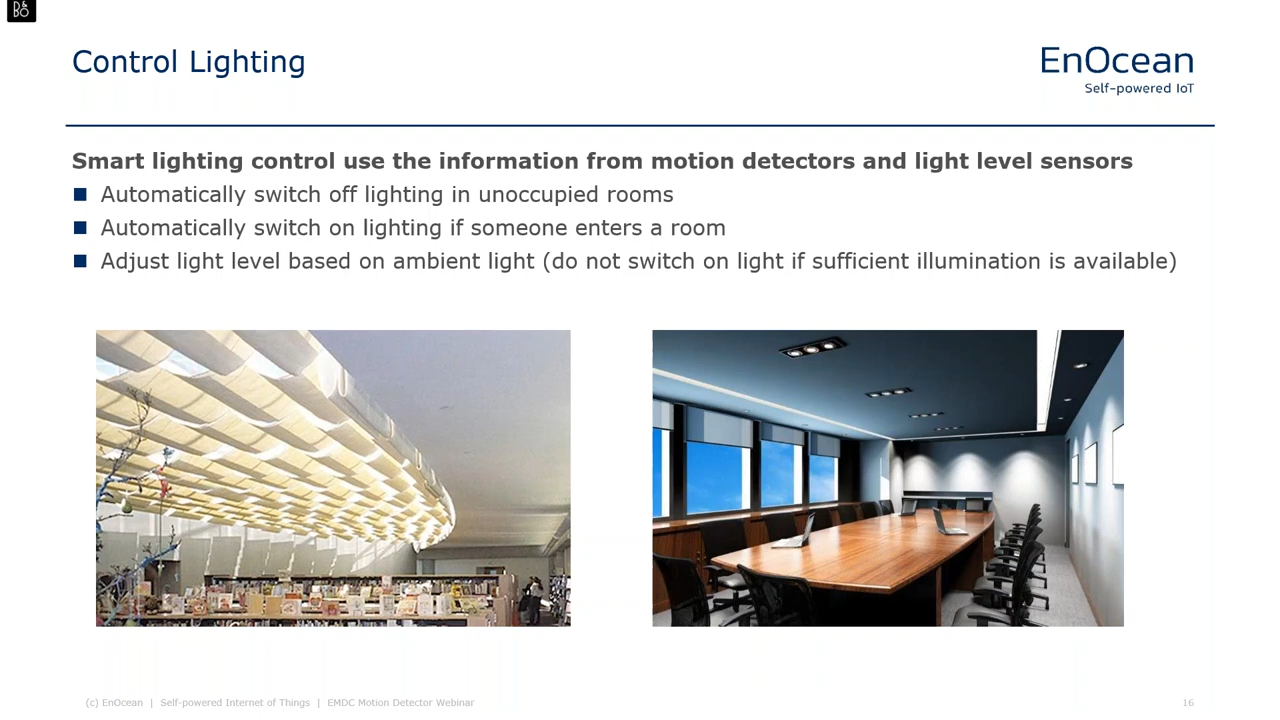 B&O
Control Lighting
EnOcean
Self-powered IoT
Smart lighting control use the information from motion detectors and light level sensors
Automatically switch off lighting in unoccupied rooms
Automatically switch on lighting if someone enters a room
Adjust light level based on ambient light (do not switch on light if sufficient illumination is available)
(c) EnOcean | Self-powered Internet of Things | EMDC Motion Detector Webinar
16